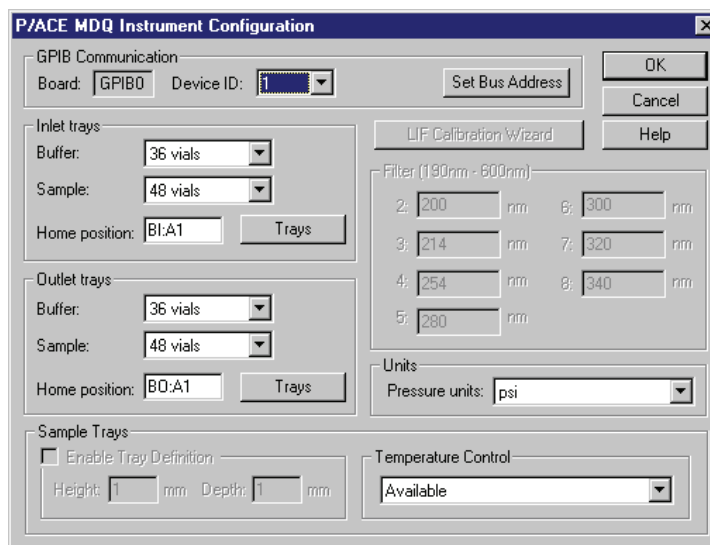 P/ACE MDQ Instrument Configuration
GPIB Communication
Board: GPIB0 Device ID: 1 Set Bus Address
OK
Cancel
Help
Inlet trays
Buffer: 36 vials
Sample: 48 vials
Home position: BI:A1 Trays
LIF Calibration Wizard
Filter (190nm - 600nm)
2: 200 nm 6: 300 nm
3: 214 nm 7: 320 nm
4: 254 nm 8: 340 nm
5: 280 nm
Outlet trays
Buffer: 36 vials
Sample: 48 vials
Home position: BO:A1 Trays
Units
Pressure units: psi
Sample Trays
Enable Tray Definition
Height: 1 mm Depth: 1 mm
Temperature Control
Available